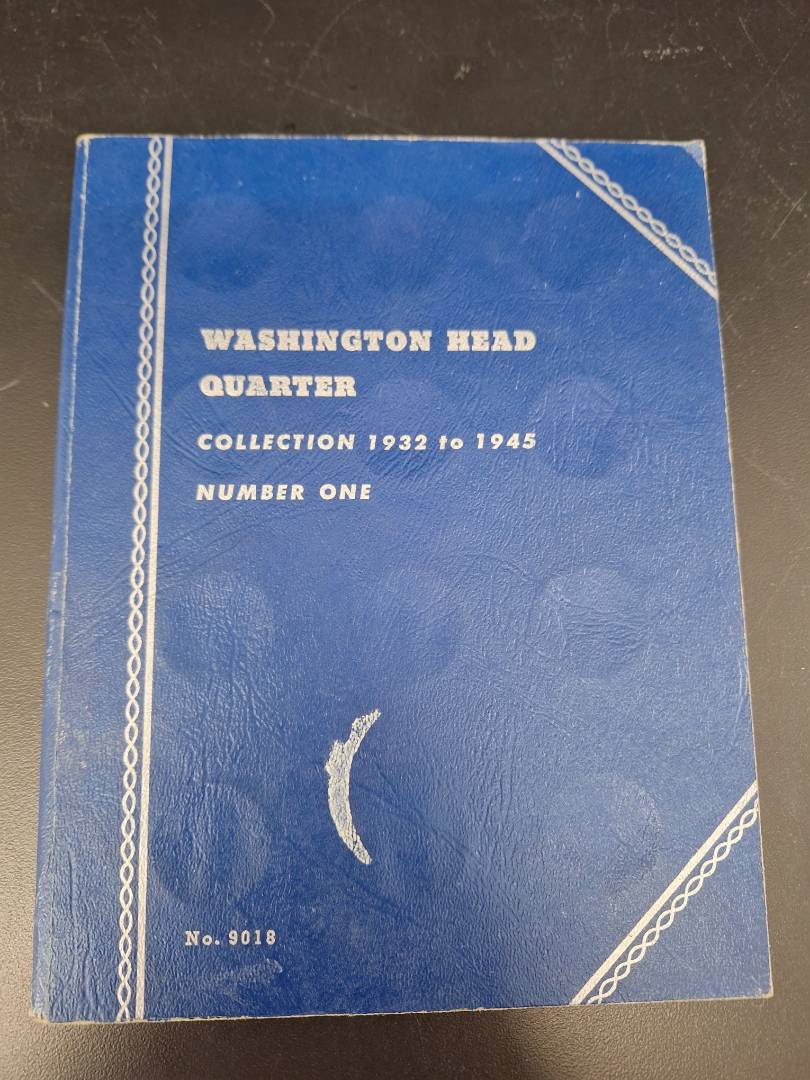 WASHINGTON HEAD
QUARTER
COLLECTION 1932 to 1945
NUMBER ONE
No. 9018